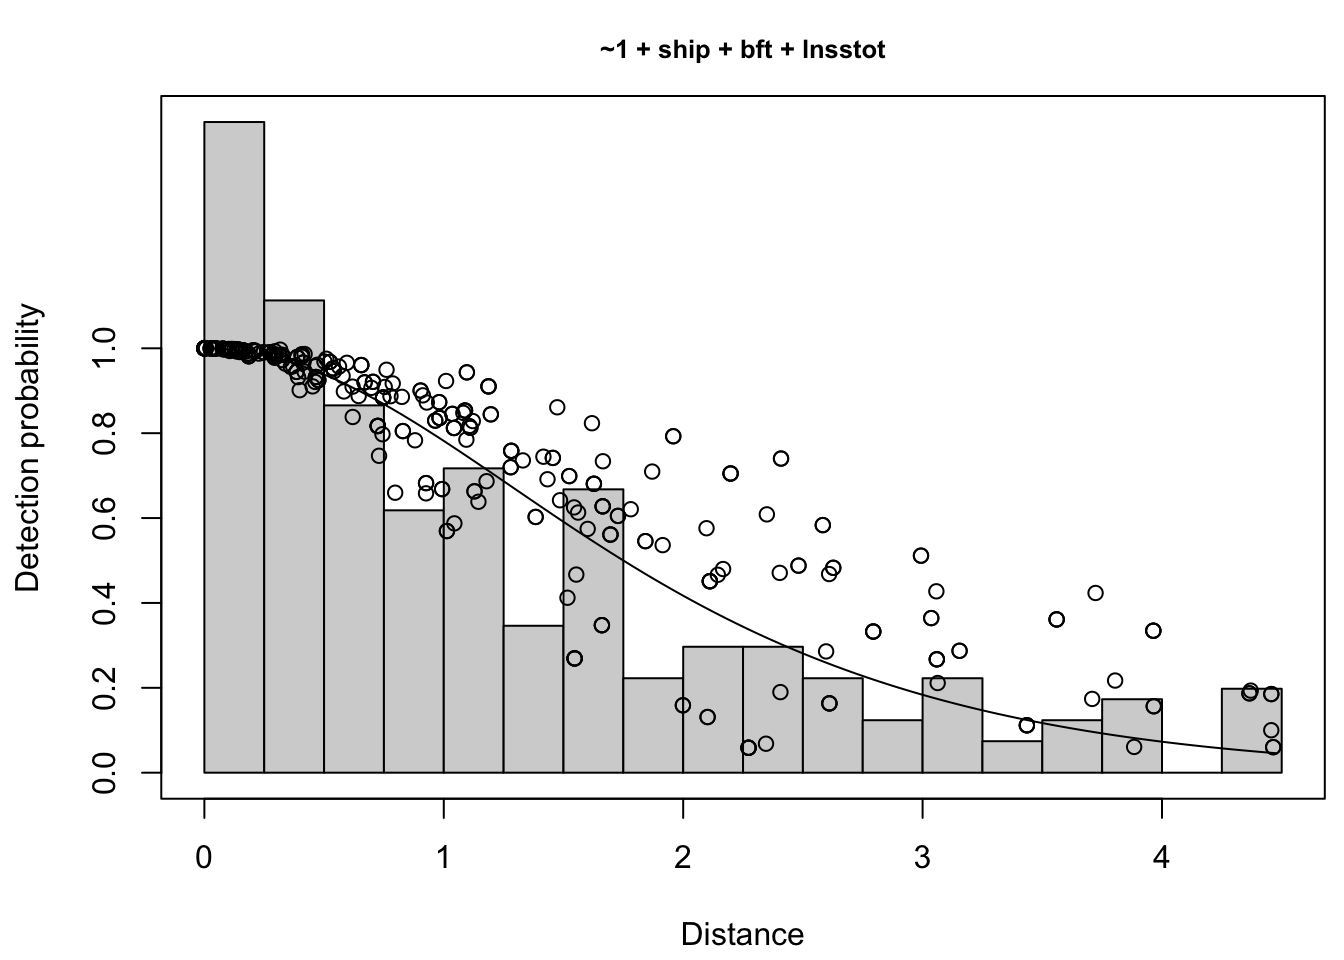 ~1 + ship + bft + lnsstot
Detection probability
1.0
0.8
0.6
0.4
0.2
0.0
0 1 2 3 4
Distance